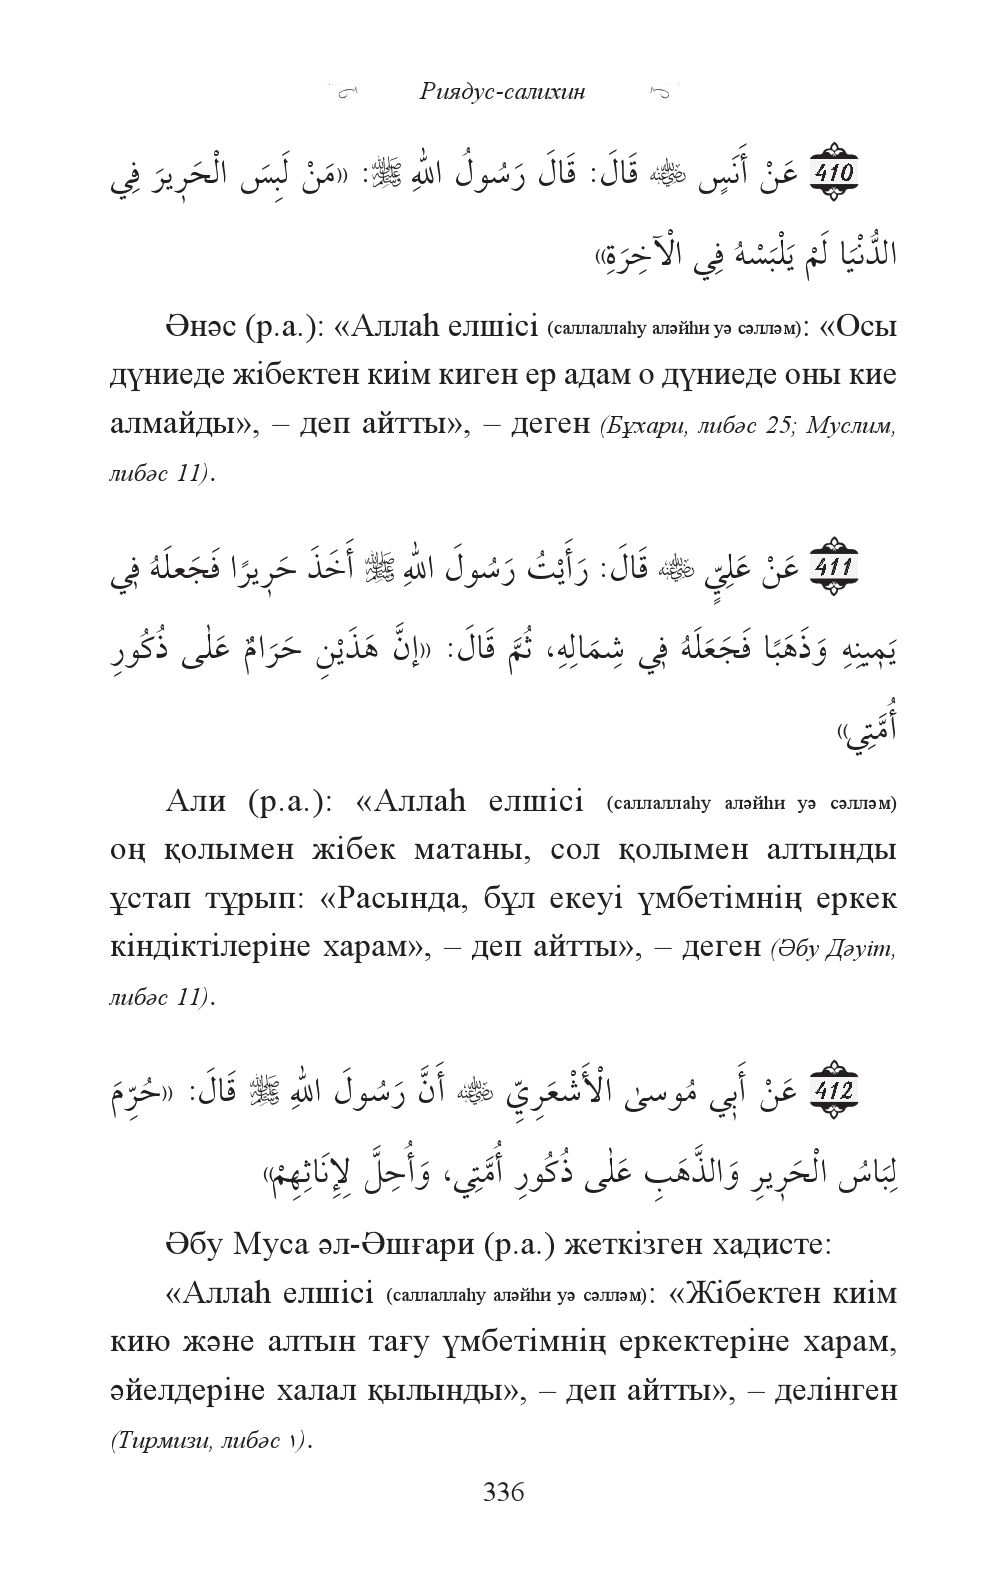 Риядус-салихин
410 عَنْ أَنَسٍ ﷺ قَالَ: قَالَ رَسُولُ اللهِ ﷺ: «مَنْ لَبِسَ الْحَرِيرَ فِي
الدُّنْيَا لَمْ يَلْبَسْهُ فِي الْآخِرَةِ»
Әнәс (р.а.): «Аллаһ елшісі (саллаллаһу аләйһи уә сәлләм): «Осы
дүниеде жібектен киім киген ер адам о дүниеде оны кие
алмайды», – деп айтты», – деген (Бұхари, либәс 25; Муслим,
либәс 11).
411 عَنْ عَلِيٍّ رضي الله عنه قَالَ: رَأَيْتُ رَسُولَ اللهِ ﷺ أَخَذَ حَرِيرًا فَجَعلَهُ فِي
يَمِينِهِ وَذَهَبًا فَجَعَلَهُ فِي شِمَالِهِ، ثُمَّ قَالَ: «إنَّ هَذَيْنِ حَرَامٌ عَلٰى ذُكُورِ
أُمَّتِي»
Али (р.а.): «Аллаһ елшісі (саллаллаһу аләйһи уә сәлләм)
оң қолымен жібек матаны, сол қолымен алтынды
ұстап тұрып: «Расында, бұл екеуі үмбетімнің еркек
кіндіктілеріне харам», – деп айтты», – деген (Әбу Дәуіт,
либәс 11).
412 عَنْ أَبِي مُوسىٰ الْأَشْعَرِيِّ رضي الله عنه أَنَّ رَسُولَ اللهِ ﷺ قَالَ: «حُرِّمَ
لِبَاسُ الْحَرِيرِ وَالذَّهَبِ عَلٰى ذُكُورِ أُمَّتِي، وَأُحِلَّ لِإِنَاثِهِمْ»
Әбу Муса әл-Әшғари (р.а.) жеткізген хадисте:
«Аллаһ елшісі (саллаллаһу аләйһи уә сәлләм): «Жібектен киім
кию және алтын тағу үмбетімнің еркектеріне харам,
әйелдеріне халал қылынды», – деп айтты», – делінген
(Тирмизи, либәс ١).
336